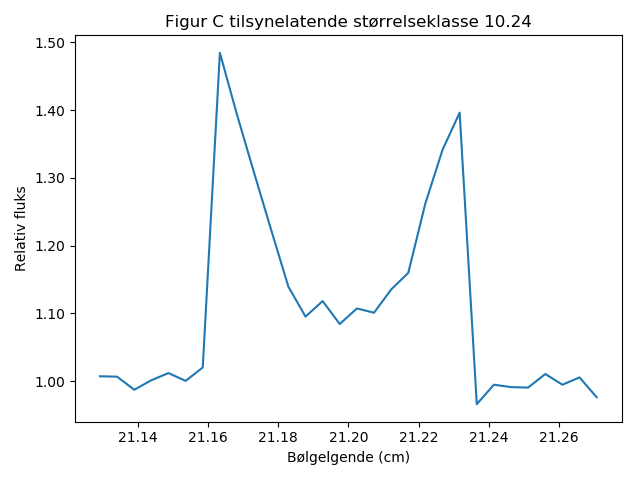 Figur C tilsynelatende størrelseklasse 10.24
1.50
1.40
1.30
1.20
1.10
1.00
Relativ fluks
21.14 21.16 21.18 21.20 21.22 21.24 21.26
Bølgelgende (cm)